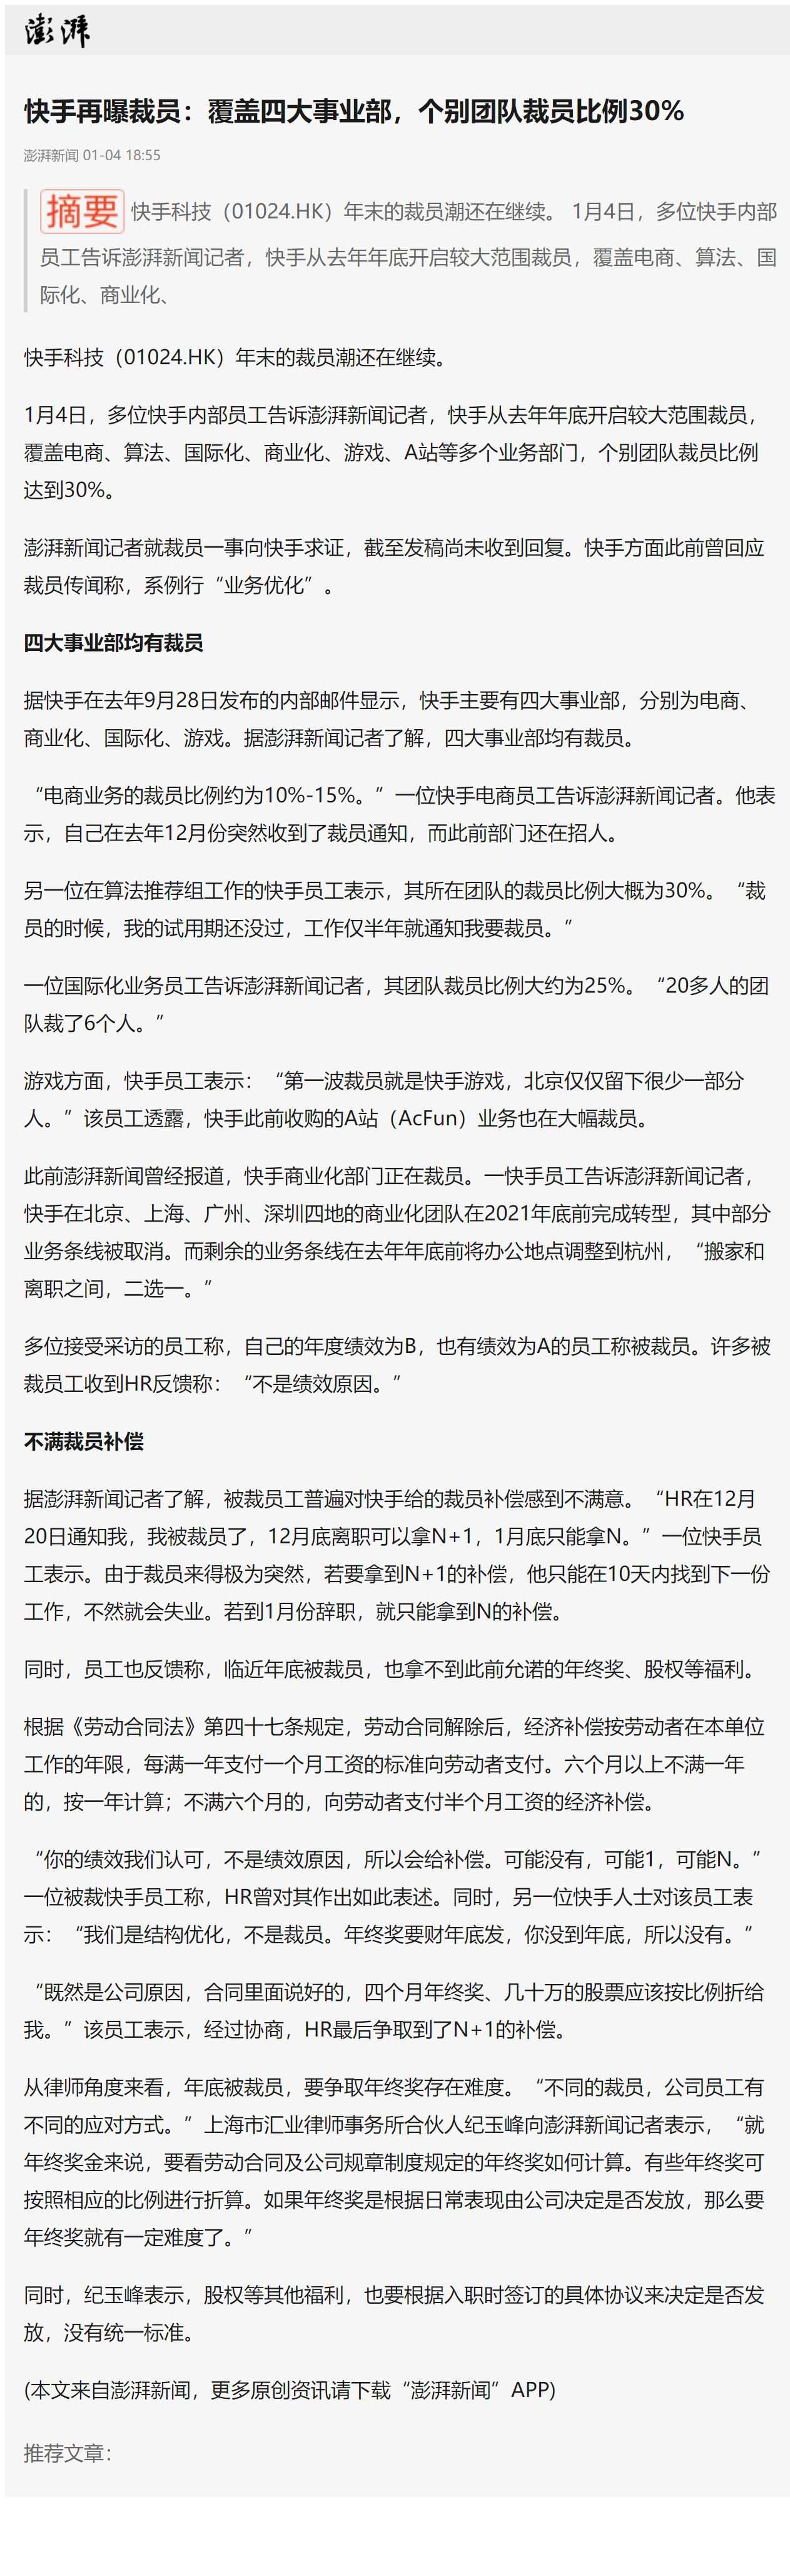 澎湃
快手再曝裁员：覆盖四大事业部，个别团队裁员比例30%
澎湃新闻 01-04 18:55
摘要 快手科技（01024.HK）年末的裁员潮还在继续。 1月4日，多位快手内部
员工告诉澎湃新闻记者，快手从去年年底开启较大范围裁员，覆盖电商、算法、国
际化、商业化、
快手科技（01024.HK）年末的裁员潮还在继续。
1月4日，多位快手内部员工告诉澎湃新闻记者，快手从去年年底开启较大范围裁员，
覆盖电商、算法、国际化、商业化、游戏、A站等多个业务部门，个别团队裁员比例
达到30%。
澎湃新闻记者就裁员一事向快手求证，截至发稿尚未收到回复。快手方面此前曾回应
裁员传闻称，系例行“业务优化”。
四大事业部均有裁员
据快手在去年9月28日发布的内部邮件显示，快手主要有四大事业部，分别为电商、
商业化、国际化、游戏。据澎湃新闻记者了解，四大事业部均有裁员。
“电商业务的裁员比例约为10%-15%。”一位快手电商员工告诉澎湃新闻记者。他表
示，自己在去年12月份突然收到了裁员通知，而此前部门还在招人。
另一位在算法推荐组工作的快手员工表示，其所在团队的裁员比例大概为30%。“裁
员的时候，我的试用期还没过，工作仅半年就通知我要裁员。”
一位国际化业务员工告诉澎湃新闻记者，其团队裁员比例大约为25%。“20多人的团
队裁了6个人。”
游戏方面，快手员工表示：“第一波裁员就是快手游戏，北京仅仅留下很少一部分
人。”该员工透露，快手此前收购的A站（AcFun）业务也在大幅裁员。
此前澎湃新闻曾经报道，快手商业化部门正在裁员。一快手员工告诉澎湃新闻记者，
快手在北京、上海、广州、深圳四地的商业化团队在2021年底前完成转型，其中部分
业务条线被取消。而剩余的业务条线在去年年底前将办公地点调整到杭州，“搬家和
离职之间，二选一。”
多位接受采访的员工称，自己的年度绩效为B，也有绩效为A的员工称被裁员。许多被
裁员工收到HR反馈称：“不是绩效原因。”
不满裁员补偿
据澎湃新闻记者了解，被裁员工普遍对快手给的裁员补偿感到不满意。“HR在12月
20日通知我，我被裁员了，12月底离职可以拿N+1，1月底只能拿N。”一位快手员
工表示。由于裁员来得极为突然，若要拿到N+1的补偿，他只能在10天内找到下一份
工作，不然就会失业。若到1月份辞职，就只能拿到N的补偿。
同时，员工也反馈称，临近年底被裁员，也拿不到此前允诺的年终奖、股权等福利。
根据《劳动合同法》第四十七条规定，劳动合同解除后，经济补偿按劳动者在本单位
工作的年限，每满一年支付一个月工资的标准向劳动者支付。六个月以上不满一年
的，按一年计算；不满六个月的，向劳动者支付半个月工资的经济补偿。
“你的绩效我们认可，不是绩效原因，所以会给补偿。可能没有，可能1，可能N。”
一位被裁快手员工称，HR曾对其作出如此表述。同时，另一位快手人士对该员工表
示：“我们是结构优化，不是裁员。年终奖要财年底发，你没到年底，所以没有。”
“既然是公司原因，合同里面说好的，四个月年终奖、几十万的股票应该按比例折给
我。”该员工表示，经过协商，HR最后争取到了N+1的补偿。
从律师角度来看，年底被裁员，要争取年终奖存在难度。“不同的裁员，公司员工有
不同的应对方式。”上海市汇业律师事务所合伙人纪玉峰向澎湃新闻记者表示，“就
年终奖金来说，要看劳动合同及公司规章制度规定的年终奖如何计算。有些年终奖可
按照相应的比例进行折算。如果年终奖是根据日常表现由公司决定是否发放，那么要
年终奖就有一定难度了。”
同时，纪玉峰表示，股权等其他福利，也要根据入职时签订的具体协议来决定是否发
放，没有统一标准。
(本文来自澎湃新闻，更多原创资讯请下载“澎湃新闻”APP)
推荐文章：